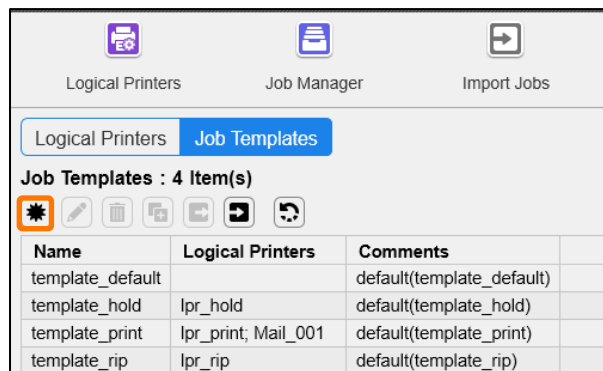 Logical Printers Job Manager Import Jobs
Logical Printers Job Templates
Job Templates : 4 Item(s)
Name Logical Printers Comments
template_default default(template_default)
template_hold lpr_hold default(template_hold)
template_print lpr_print; Mail_001 default(template_print)
template_rip lpr_rip default(template_rip)